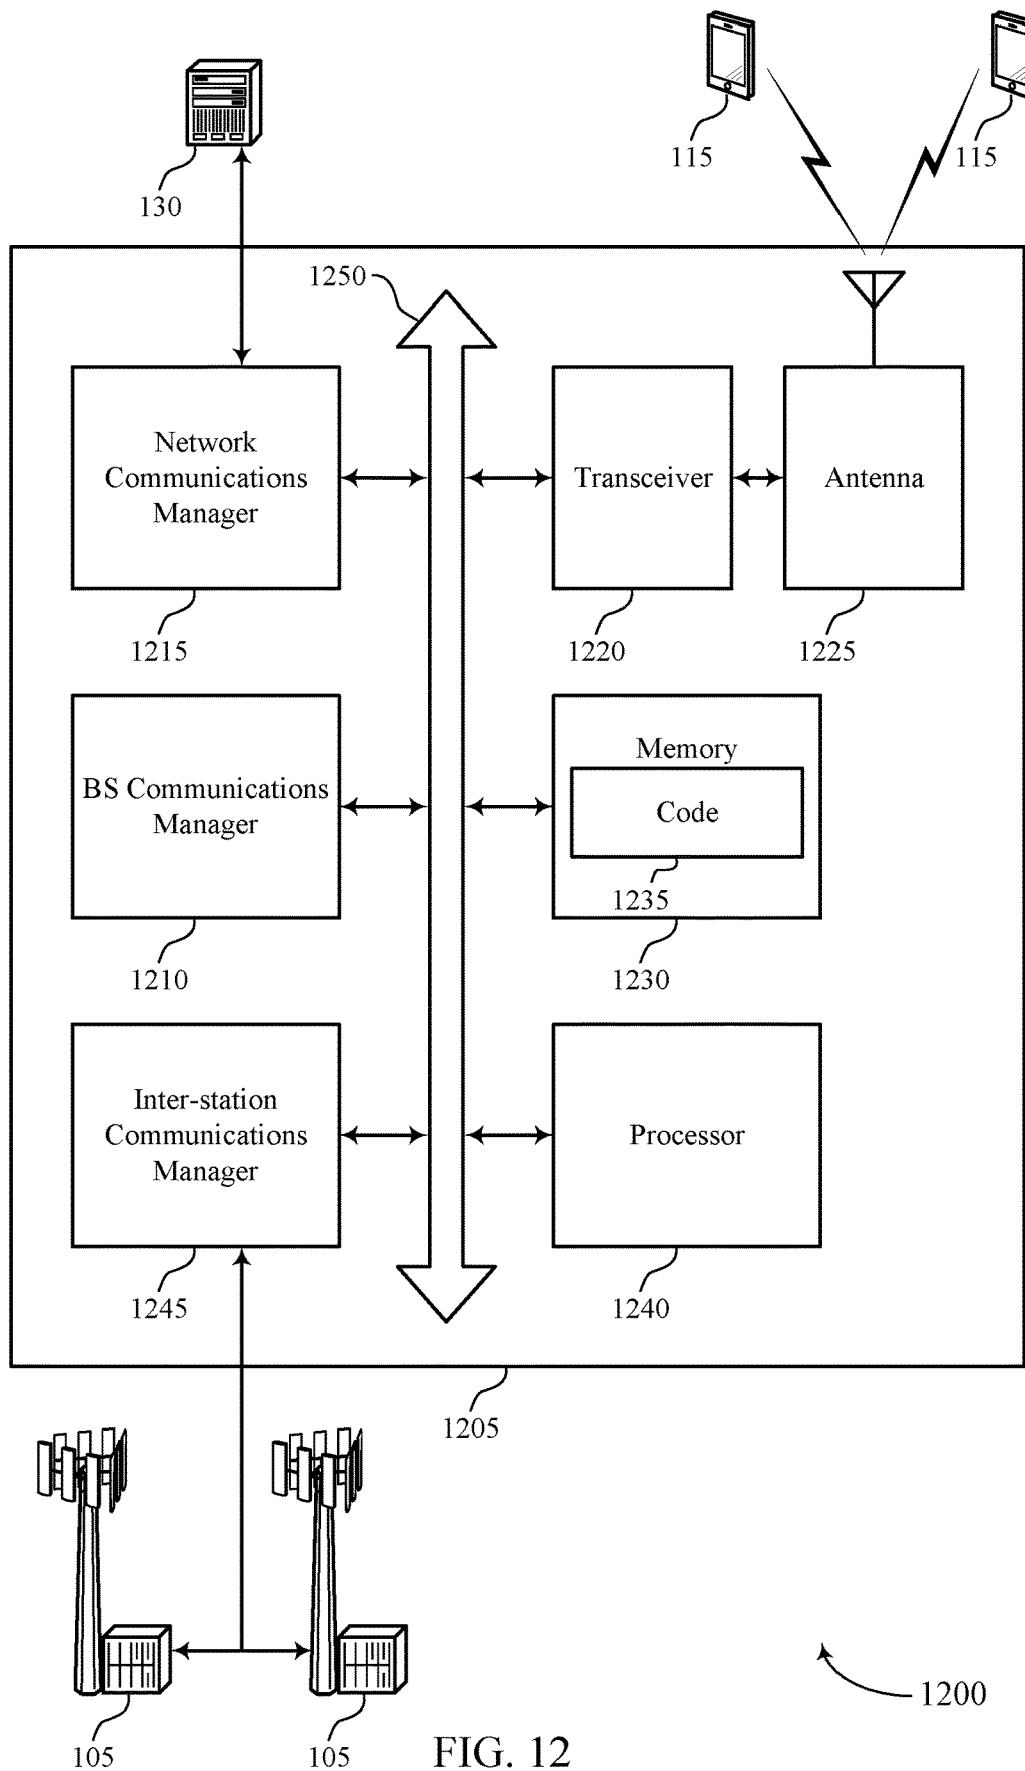 115
115
130
1250
Network
Communications
Manager
Transceiver
Antenna
1215
1220
1225
BS Communications
Manager
Memory
Code
1235
1210
1230
Inter-station
Communications
Manager
Processor
1245
1240
1205
1200
105
105
FIG. 12